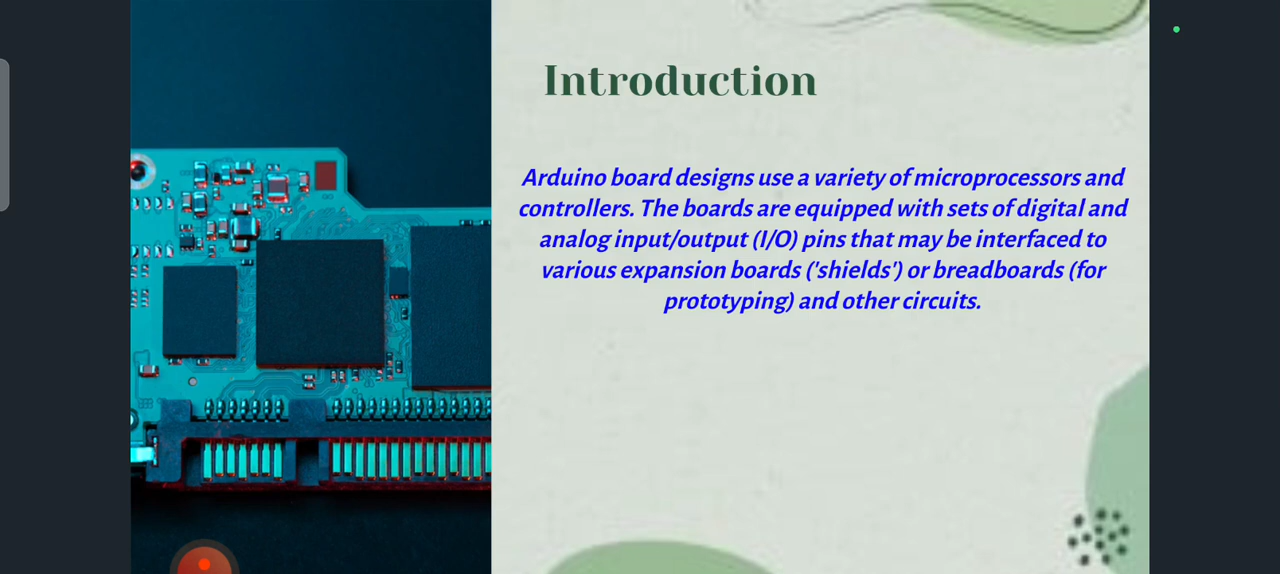 Introduction
Arduino board designs use a variety of microprocessors and
controllers. The boards are equipped with sets of digital and
analog input/output (I/O) pins that may be interfaced to
various expansion boards ('shields') or breadboards (for
prototyping) and other circuits.